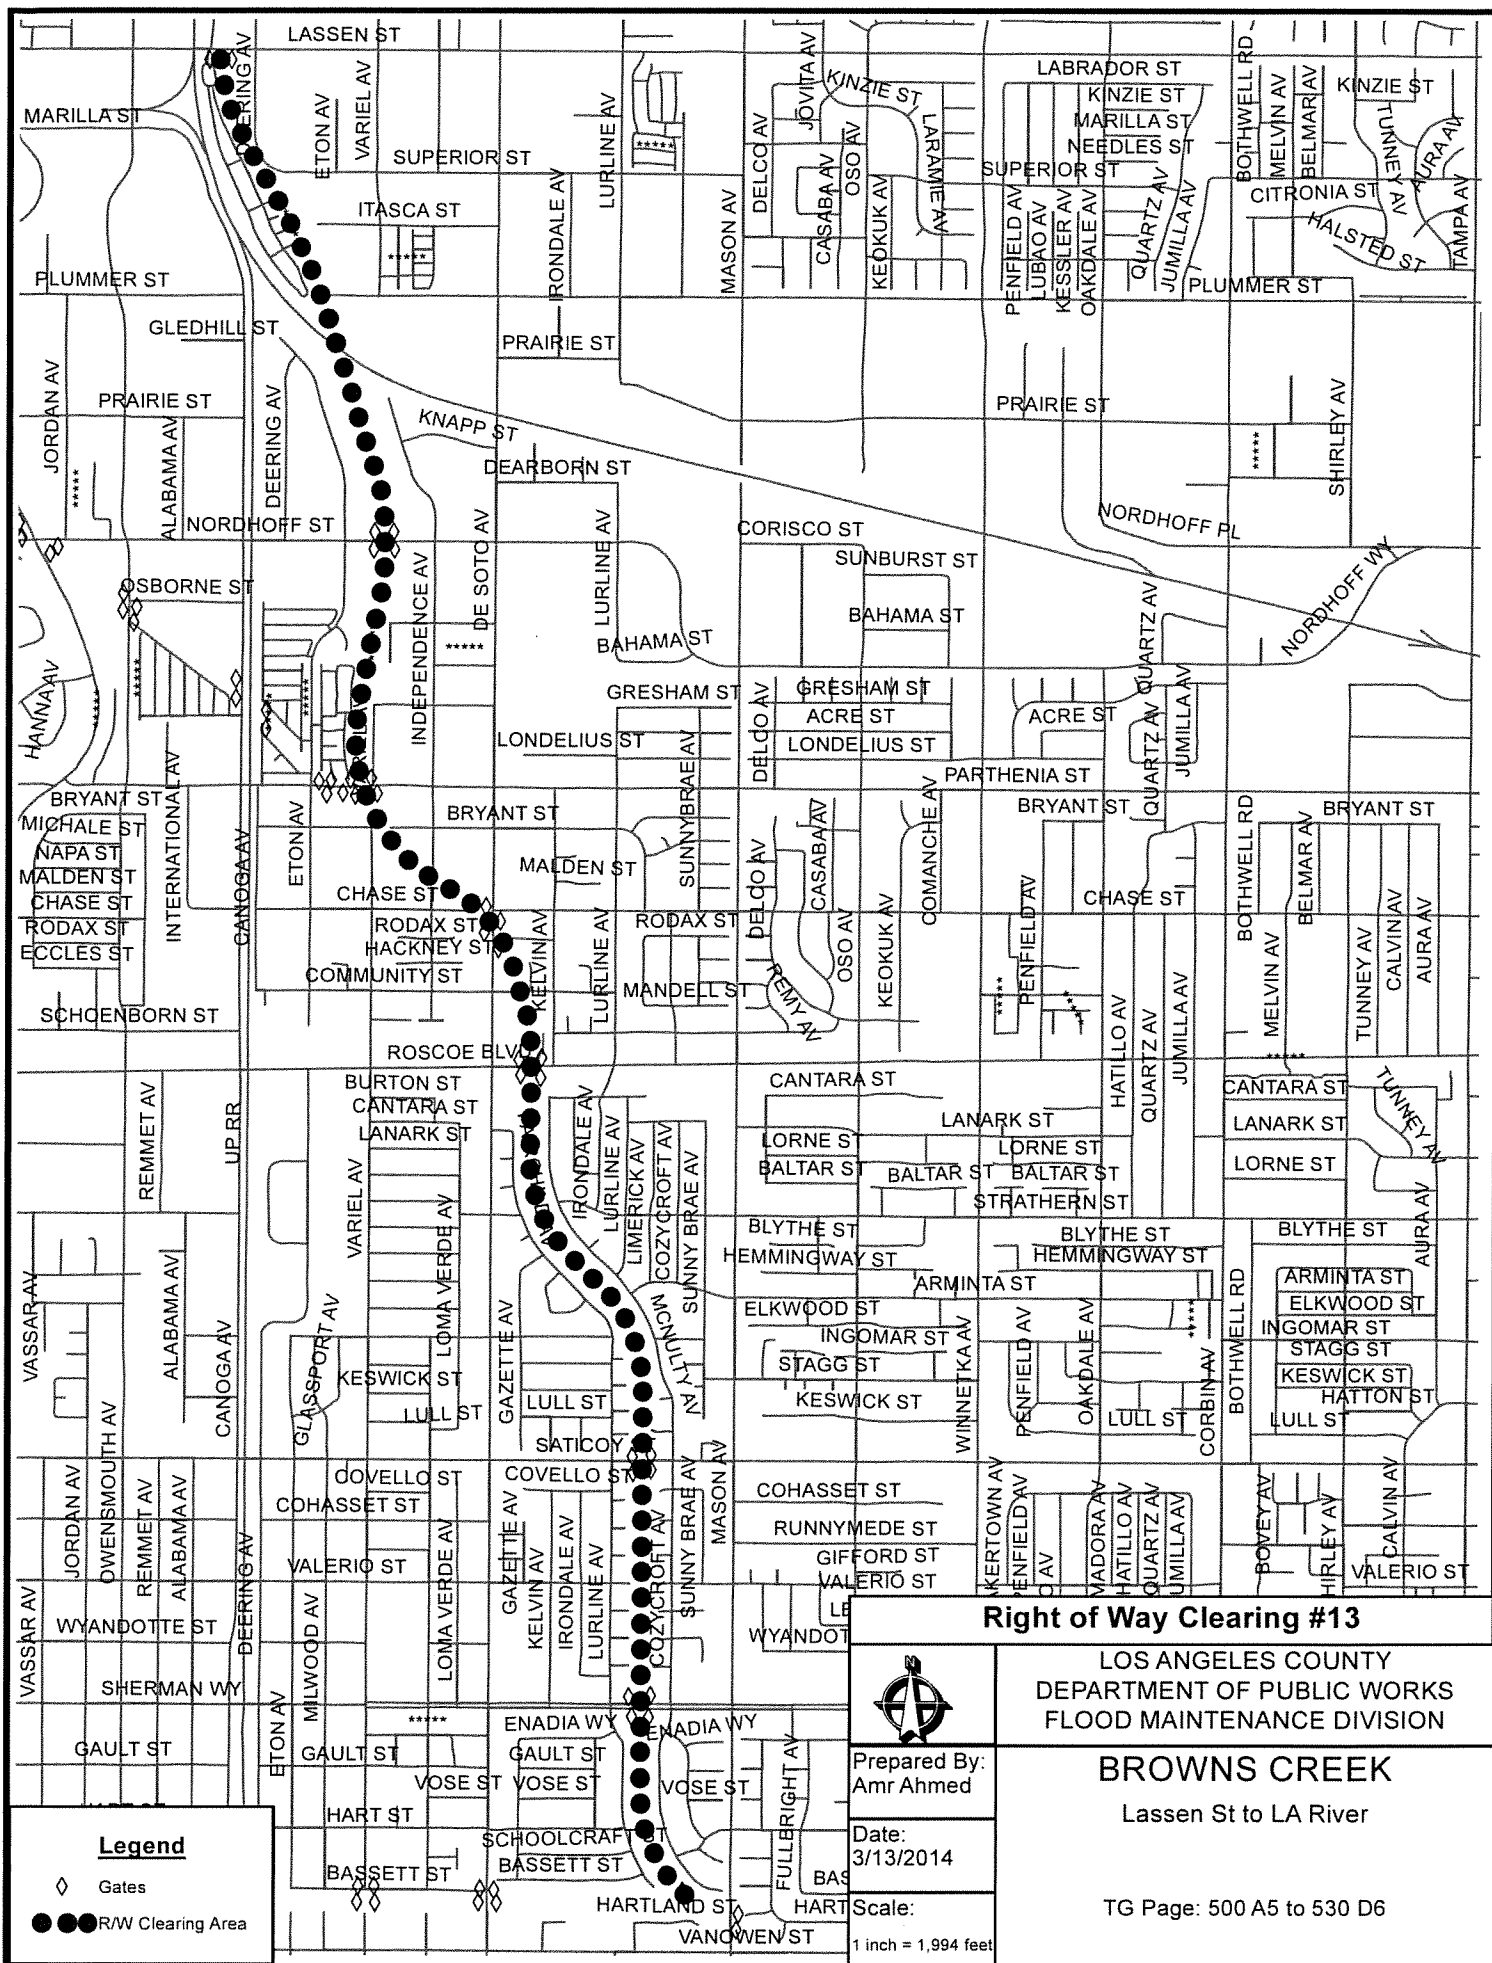 LASSEN ST
DEERING AV
ETON AV
VARIEL AV
LURLINE AV
JOVITA AV
KINZIE ST
LABRADOR ST
KINZIE ST
BOTHWELL RD
MELVIN AV
BELMAR AV
KINZIE ST
MARILLA ST
DELCO AV
OSO AV
LARAMIE AV
MARILLA ST
NEEDLES ST
TUNNEY AV
AURA AV
SUPERIOR ST
*****
SUPERIOR ST
IRONDALE AV
MASON AV
CASABA AV
KEOKUK AV
PENFIELD AV
LUBAO AV
KESSLER AV
OAKDALE AV
QUARTZ AV
JUMILLA AV
CITRONIA ST
HALSTED ST
TAMPA AV
ITASCA ST
*****
PLUMMER ST
PLUMMER ST
GLEDHILL ST
PRAIRIE ST
JORDAN AV
PRAIRIE ST
ALABAMA AV
DEERING AV
KNAPP ST
PRAIRIE ST
SHIRLEY AV
*****
DEARBORN ST
*****
NORDHOFF ST
DE SOTO AV
LURLINE AV
CORISCO ST
NORDHOFF PL
SUNBURST ST
NORDHOFF WY
OSBORNE ST
INDEPENDENCE AV
BAHAMA ST
BAHAMA ST
QUARTZ AV
*****
HANNA AV
*****
*****
*****
*****
GRESHAM ST
DELCO AV
GRESHAM ST
ACRE ST
ACRE ST
QUARTZ AV
JUMILLA AV
LONDELIUS ST
SUNNYBRAE AV
LONDELIUS ST
PARTHENIA ST
INTERNATIONAL AV
BRYANT ST
MICHALE ST
NAPA ST
MALDEN ST
CHASE ST
RODAX ST
ECCLES ST
CANOGA AV
ETON AV
BRYANT ST
MALDEN ST
DELCO AV
CASABA AV
COMANCHE AV
BRYANT ST
BOTHWELL RD
BELMAR AV
BRYANT ST
CHASE ST
RODAX ST
HACKNEY ST
COMMUNITY ST
KELVIN AV
LURLINE AV
RODAX ST
MANDELL ST
REMY AV
OSO AV
KEOKUK AV
PENFIELD AV
*****
*****
CHASE ST
HATILLO AV
QUARTZ AV
JUMILLA AV
MELVIN AV
TUNNEY AV
CALVIN AV
AURA AV
SCHOENBORN ST
ROSCOE BLV
*****
REMMET AV
UP RR
BURTON ST
CANTARA ST
LANARK ST
VARIEL AV
LOMA VERDE AV
IRONDALE AV
LURLINE AV
LIMERICK AV
COZYCROFT AV
SUNNY BRAE AV
CANTARA ST
LANARK ST
LORNE ST
LORNE ST
BALTAR ST
BALTAR ST
BALTAR ST
STRATHERN ST
CANTARA ST
LANARK ST
LORNE ST
TUNNEY AV
AURA AV
BLYTHE ST
BLYTHE ST
BLYTHE ST
HEMMINGWAY ST
HEMMINGWAY ST
ARMINTA ST
ARMINTA ST
ELKWOOD ST
ELKWOOD ST
INGOMAR ST
INGOMAR ST
STAGG ST
STAGG ST
KESWICK ST
KESWICK ST
KESWICK ST
HATTON ST
VASSAR AV
ALABAMA AV
CANOGA AV
GLASSPORT AV
GAZETTE AV
MCNULTY AV
WINNETKA AV
PENFIELD AV
OAKDALE AV
*****
CORBIN AV
BOTHWELL RD
LULL ST
LULL ST
LULL ST
LULL ST
SATICOY
COVELLO ST
COVELLO ST
MASON AV
COHASSET ST
COHASSET ST
RUNNYMEDE ST
GIFFORD ST
VALERIO ST
VALERIO ST
VALERIO ST
JORDAN AV
OWENSMOUTH AV
REMMET AV
ALABAMA AV
DEERING AV
LOMA VERDE AV
GAZETTE AV
KELVIN AV
IRONDALE AV
LURLINE AV
COZYCROFT AV
SUNNY BRAE AV
AKERTOWN AV
PENFIELD AV
O AV
MADORA AV
HATILLO AV
QUARTZ AV
UMILLA AV
BOVEY AV
HIRLEY AV
CALVIN AV
VASSAR AV
WYANDOTTE ST
MILWOOD AV
LE
WYANDOT
SHERMAN WY
ETON AV
*****
ENADIA WY
ENADIA WY
GAULT ST
GAULT ST
GAULT ST
VOSE ST
VOSE ST
VOSE ST
FULLBRIGHT AV
HART ST
SCHOOLCRAFT ST
BASSETT ST
BASSETT ST
BAS
HARTLAND ST
HART
VANOWEN ST
Legend
Gates
R/W Clearing Area
Right of Way Clearing #13
N
LOS ANGELES COUNTY
DEPARTMENT OF PUBLIC WORKS
FLOOD MAINTENANCE DIVISION
Prepared By:
Amr Ahmed
BROWNS CREEK
Lassen St to LA River
Date:
3/13/2014
Scale:
1 inch = 1,994 feet
TG Page: 500 A5 to 530 D6